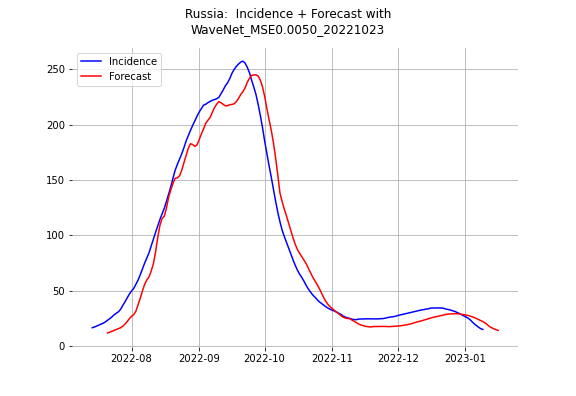 Russia:  Incidence + Forecast with
WaveNet_MSE0.0050_20221023
Incidence
Forecast
250
200
150
100
50
0
2022-08 2022-09 2022-10 2022-11 2022-12 2023-01